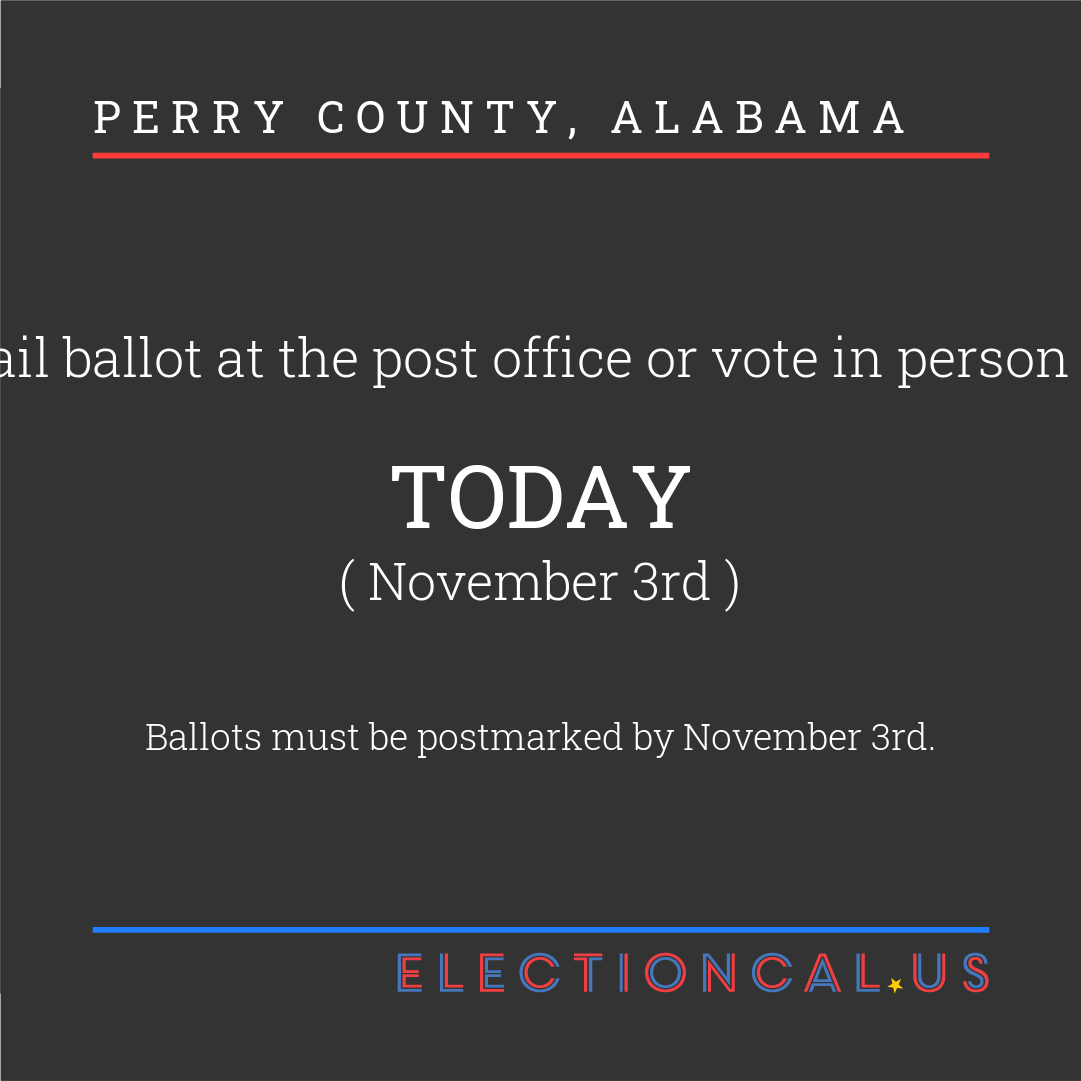 PERRY COUNTY, ALABAMA
ail ballot at the post office or vote in person
TODAY
( November 3rd )
Ballots must be postmarked by November 3rd.
ELECTIONCAL.US